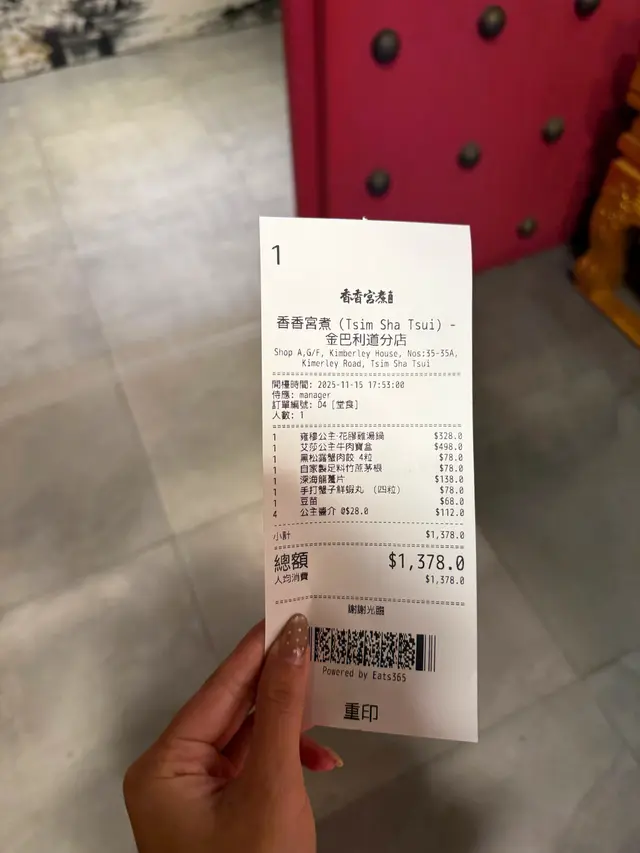 1
香香宮煮
香香宮煮 (Tsim Sha Tsui) -
金巴利道分店
Shop A,G/F, Kimberley House, Nos:35-35A,
Kimerley Road, Tsim Sha Tsui
開檯時間: 2025-11-15 17:53:00
侍應: manager
訂單編號: D4 [堂食]
人數: 1
1 雍穆公主·花膠雞湯鍋 $328.0
1 艾莎公主牛肉寶盒 $498.0
1 黑松露蟹肉餃 4粒 $78.0
1 自家製足料竹蔗茅根 $78.0
1 深海龍躉片 $138.0
1 手打蟹子鮮蝦丸 (四粒) $78.0
1 豆苗 $68.0
4 公主醬介 @$28.0 $112.0
小計 $1,378.0
總額 $1,378.0
人均消費 $1,378.0
謝謝光臨
Powered by Eats365
重印